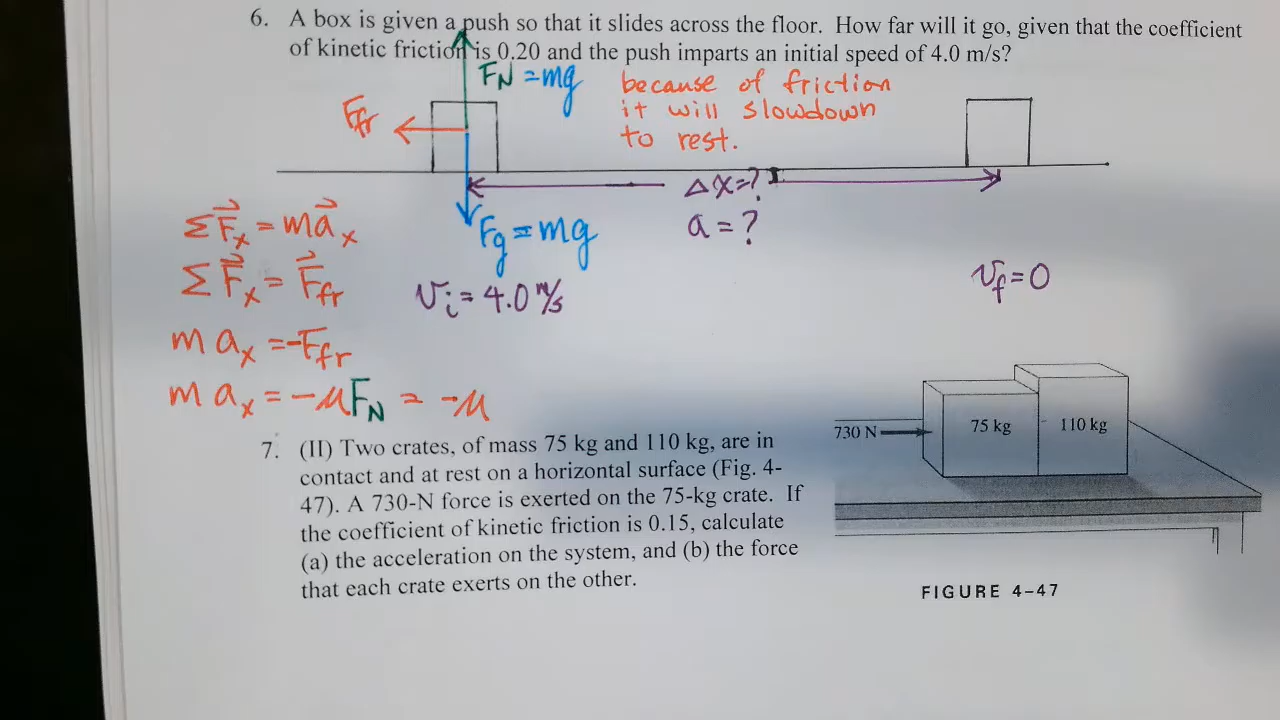 6. A box is given a push so that it slides across the floor. How far will it go, given that the coefficient
of kinetic friction is 0.20 and the push imparts an initial speed of 4.0 m/s?
FN = mg
because of friction
it will slowdown
to rest.
Ffr
Δx=?
a = ?
Fg = mg
ΣF⃗x = ma⃗x
ΣF⃗x = F⃗fr
vi = 4.0 m/s
vf = 0
m ax = -Ffr
m ax = -μFN = -μ
7. (II) Two crates, of mass 75 kg and 110 kg, are in
contact and at rest on a horizontal surface (Fig. 4-
47). A 730-N force is exerted on the 75-kg crate. If
the coefficient of kinetic friction is 0.15, calculate
(a) the acceleration on the system, and (b) the force
that each crate exerts on the other.
730 N
75 kg
110 kg
FIGURE 4-47